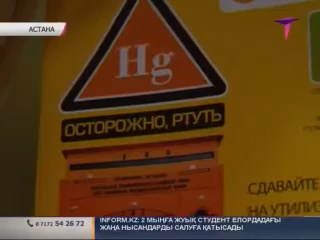 АСТАНА
Hg
ОСТОРОЖНО, РТУТЬ
СДАВАЙТЕ
НА УТИЛИЗ
8 7172 54 26 72
INFORM.KZ: 2 МЫҢҒА ЖУЫҚ СТУДЕНТ ЕЛОРДАДАҒЫ
ЖАҢА НЫСАНДАРДЫ САЛУҒА ҚАТЫСАДЫ